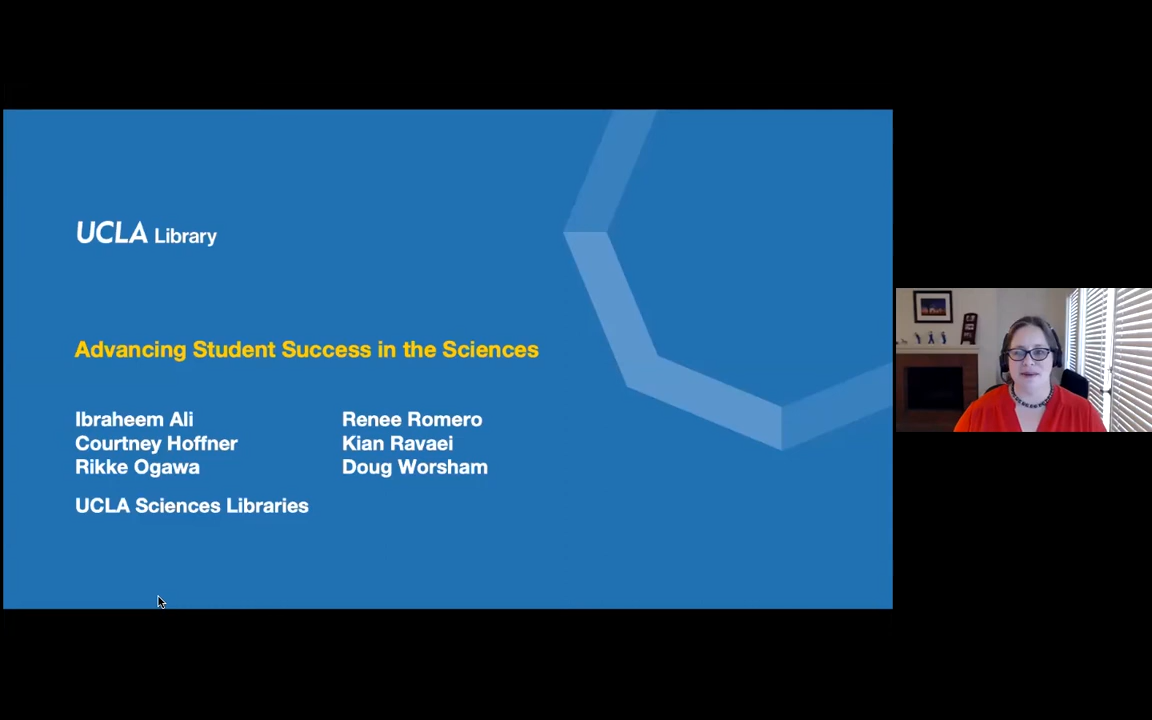 UCLA Library
Advancing Student Success in the Sciences
Ibraheem Ali
Courtney Hoffner
Rikke Ogawa
Renee Romero
Kian Ravaei
Doug Worsham
UCLA Sciences Libraries